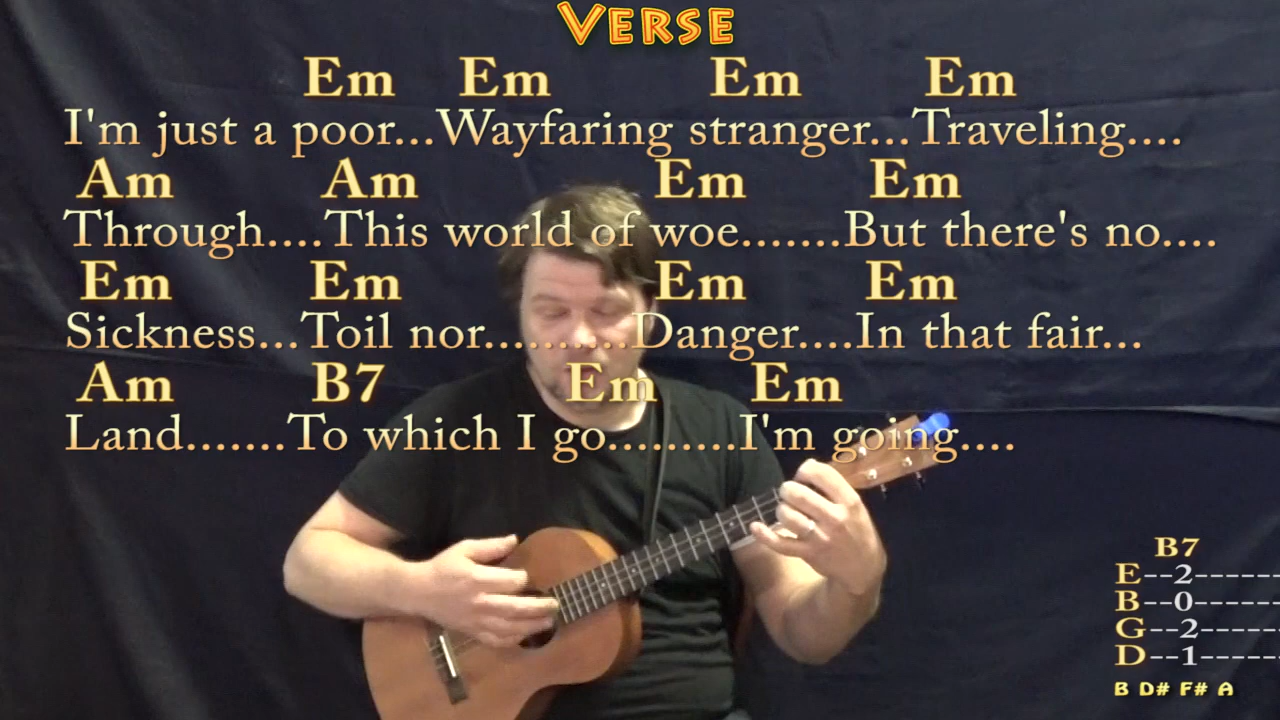 VERSE
Em Em Em Em
I'm just a poor...Wayfaring stranger...Traveling....
Am Am Em Em
Through....This world of woe.......But there's no....
Em Em Em Em
Sickness...Toil nor..........Danger....In that fair...
Am B7 Em Em
Land.......To which I go.........I'm going....
B7
E--2------
B--0------
G--2------
D--1------
B D# F# A